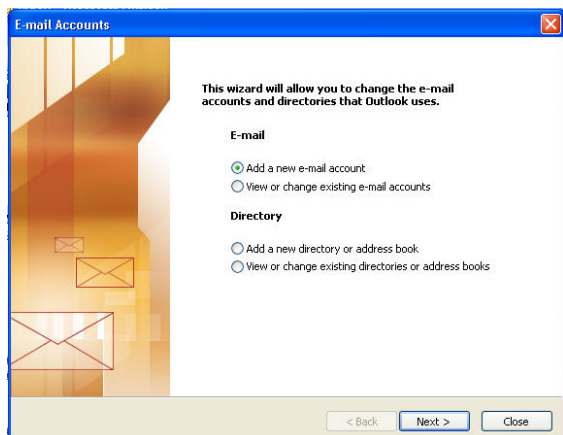 E-mail Accounts
This wizard will allow you to change the e-mail
accounts and directories that Outlook uses.
E-mail
Add a new e-mail account
View or change existing e-mail accounts
Directory
Add a new directory or address book
View or change existing directories or address books
< Back Next > Close